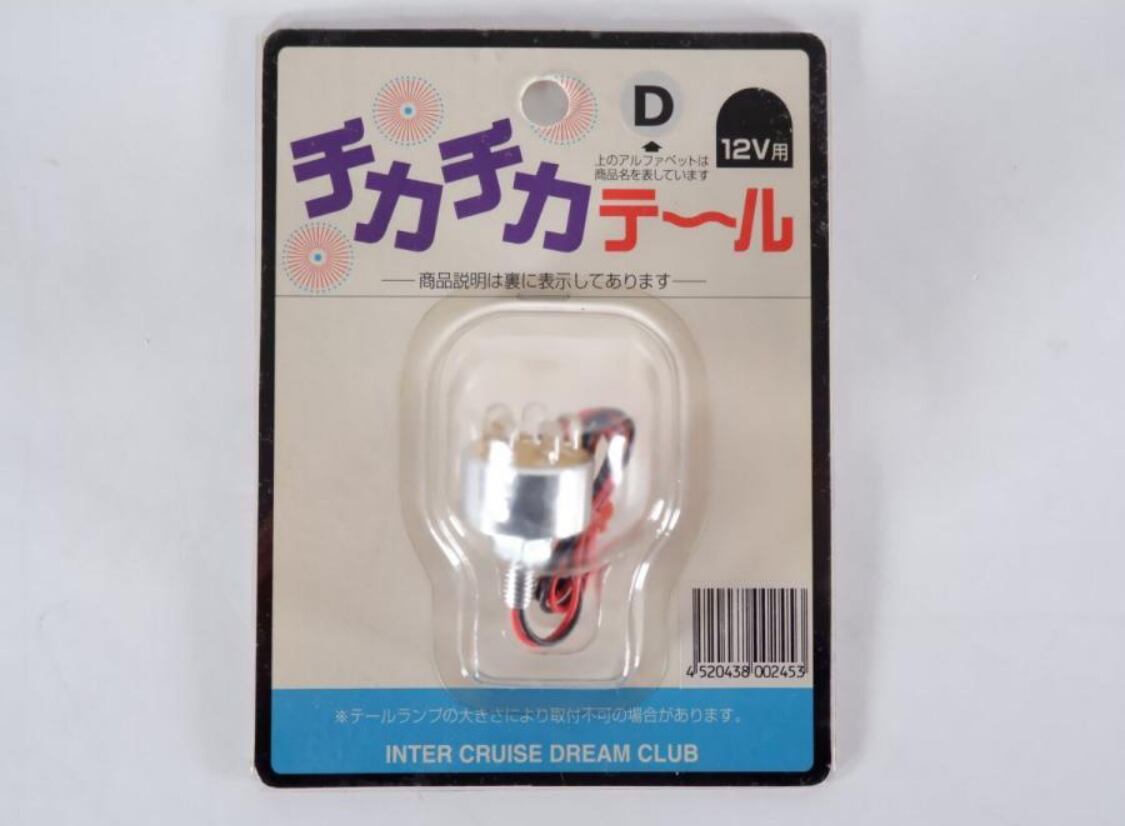 D
12V用
上のアルファベットは
商品名を表しています
チカチカテール
商品説明は裏に表示してあります
4 520438 002453
※テールランプの大きさにより取付不可の場合があります。
INTER CRUISE DREAM CLUB